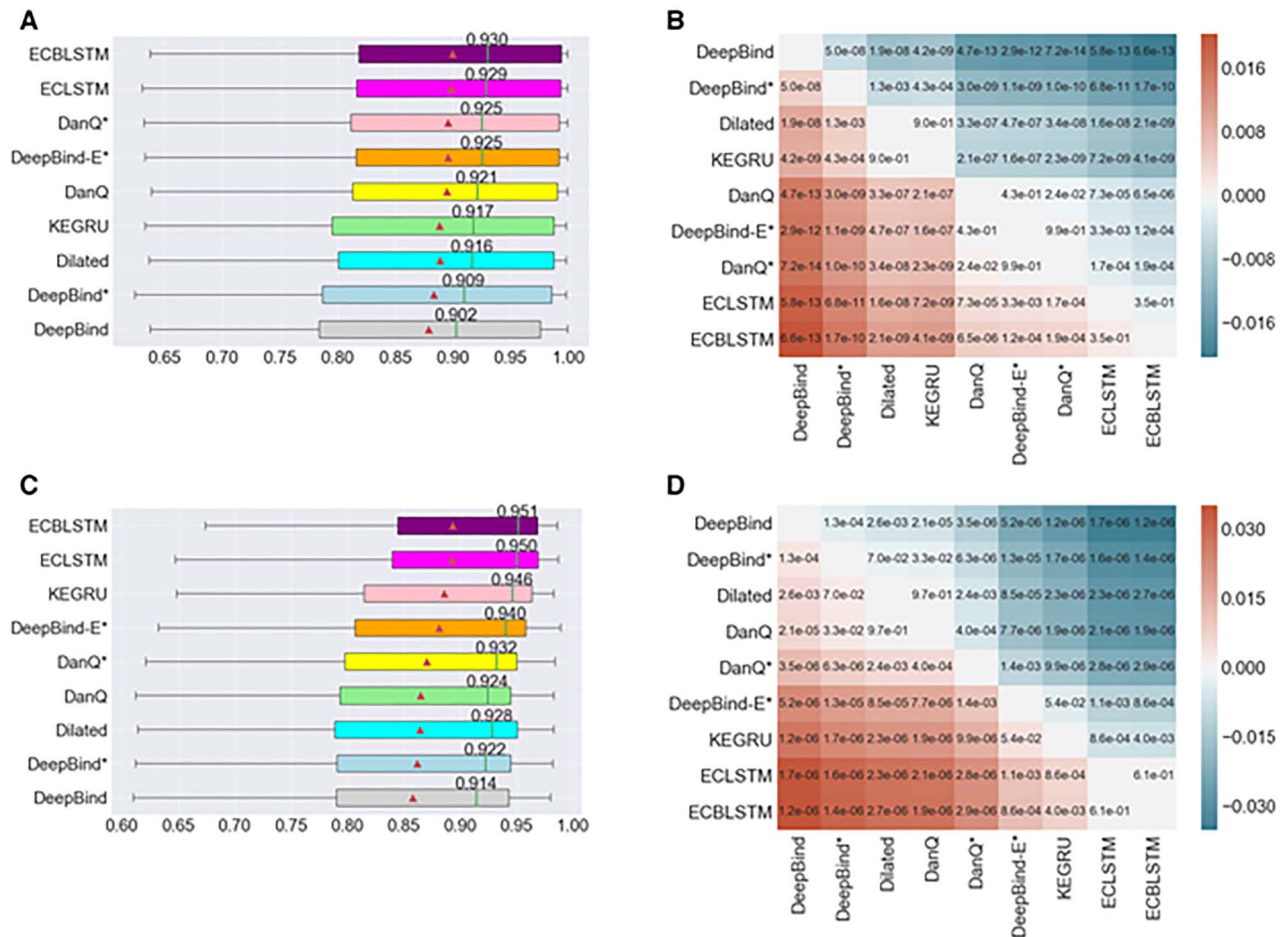 A
ECBLSTM 0.930
ECLSTM 0.929
DanQ* 0.925
DeepBind-E* 0.925
DanQ 0.921
KEGRU 0.917
Dilated 0.916
DeepBind* 0.909
DeepBind 0.902
0.65 0.70 0.75 0.80 0.85 0.90 0.95 1.00
B
DeepBind 5.0e-08 1.9e-08 4.2e-09 4.7e-13 2.9e-12 7.2e-14 5.8e-13 6.6e-13
DeepBind* 5.0e-08 1.3e-03 4.3e-04 3.0e-09 1.1e-09 1.0e-10 6.8e-11 1.7e-10
Dilated 1.9e-08 1.3e-03 9.0e-01 3.3e-07 4.7e-07 3.4e-08 1.6e-08 2.1e-09
KEGRU 4.2e-09 4.3e-04 9.0e-01 2.1e-07 1.6e-07 2.3e-09 7.2e-09 4.1e-09
DanQ 4.7e-13 3.0e-09 3.3e-07 2.1e-07 4.3e-01 2.4e-02 7.3e-05 6.5e-06
DeepBind-E* 2.9e-12 1.1e-09 4.7e-07 1.6e-07 4.3e-01 9.9e-01 3.3e-03 1.2e-04
DanQ* 7.2e-14 1.0e-10 3.4e-08 2.3e-09 2.4e-02 9.9e-01 1.7e-04 1.9e-04
ECLSTM 5.8e-13 6.8e-11 1.6e-08 7.2e-09 7.3e-05 3.3e-03 1.7e-04 3.5e-01
ECBLSTM 6.6e-13 1.7e-10 2.1e-09 4.1e-09 6.5e-06 1.2e-04 1.9e-04 3.5e-01
DeepBind DeepBind* Dilated KEGRU DanQ DeepBind-E* DanQ* ECLSTM ECBLSTM
0.016
0.008
0.000
−0.008
−0.016
C
ECBLSTM 0.951
ECLSTM 0.950
KEGRU 0.946
DeepBind-E* 0.940
DanQ* 0.932
DanQ 0.924
Dilated 0.928
DeepBind* 0.922
DeepBind 0.914
0.60 0.65 0.70 0.75 0.80 0.85 0.90 0.95 1.00
D
DeepBind 1.3e-04 2.6e-03 2.1e-05 3.5e-06 5.2e-06 1.2e-06 1.7e-06 1.2e-06
DeepBind* 1.3e-04 7.0e-02 3.3e-02 6.3e-06 1.3e-05 1.7e-06 1.6e-06 1.4e-06
Dilated 2.6e-03 7.0e-02 9.7e-01 2.4e-03 8.5e-05 2.3e-06 2.3e-06 2.7e-06
DanQ 2.1e-05 3.3e-02 9.7e-01 4.0e-04 7.7e-06 1.9e-06 2.1e-06 1.9e-06
DanQ* 3.5e-06 6.3e-06 2.4e-03 4.0e-04 1.4e-03 9.9e-06 2.8e-06 2.9e-06
DeepBind-E* 5.2e-06 1.3e-05 8.5e-05 7.7e-06 1.4e-03 5.4e-02 1.1e-03 8.6e-04
KEGRU 1.2e-06 1.7e-06 2.3e-06 1.9e-06 9.9e-06 5.4e-02 8.6e-04 4.0e-03
ECLSTM 1.7e-06 1.6e-06 2.3e-06 2.1e-06 2.8e-06 1.1e-03 8.6e-04 6.1e-01
ECBLSTM 1.2e-06 1.4e-06 2.7e-06 1.9e-06 2.9e-06 8.6e-04 4.0e-03 6.1e-01
DeepBind DeepBind* Dilated DanQ DanQ* DeepBind-E* KEGRU ECLSTM ECBLSTM
0.030
0.015
0.000
−0.015
−0.030